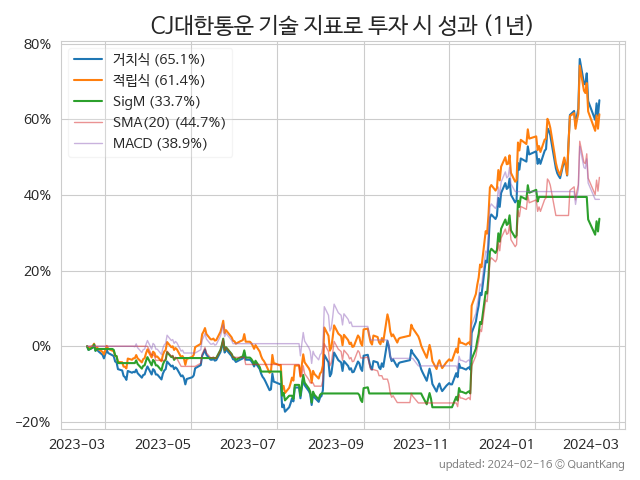 CJ대한통운 기술 지표로 투자 시 성과 (1년)
80%
60%
40%
20%
0%
−20%
거치식 (65.1%)
적립식 (61.4%)
SigM (33.7%)
SMA(20) (44.7%)
MACD (38.9%)
2023−03 2023−05 2023−07 2023−09 2023−11 2024−01 2024−03
updated: 2024−02−16 © QuantKang